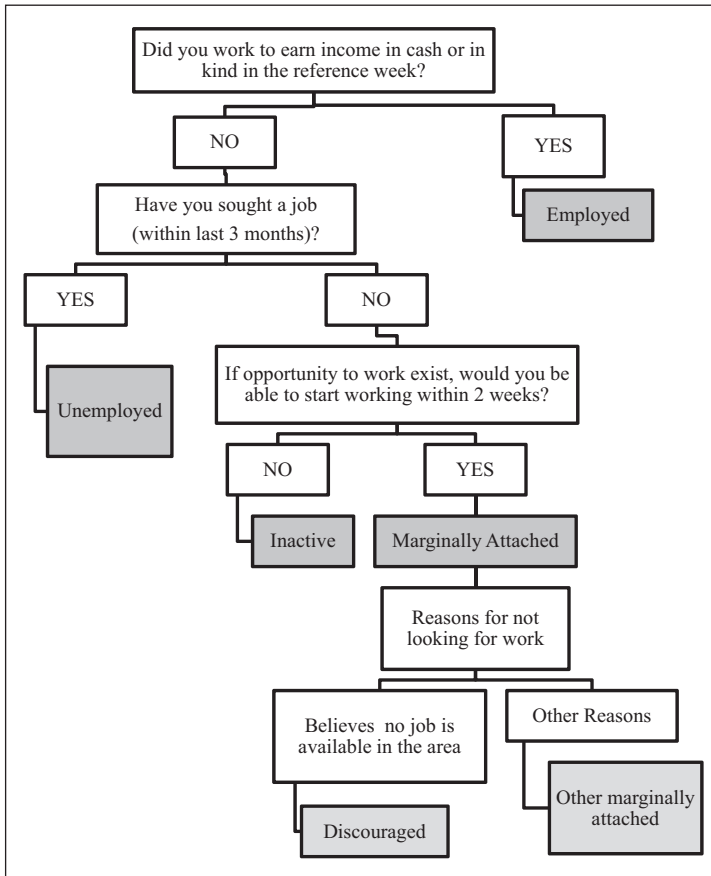 Did you work to earn income in cash or in
kind in the reference week?
NO
YES
Employed
Have you sought a job
(within last 3 months)?
YES
NO
Unemployed
If opportunity to work exist, would you be
able to start working within 2 weeks?
NO
YES
Inactive
Marginally Attached
Reasons for not
looking for work
Believes no job is
available in the area
Other Reasons
Discouraged
Other marginally
attached